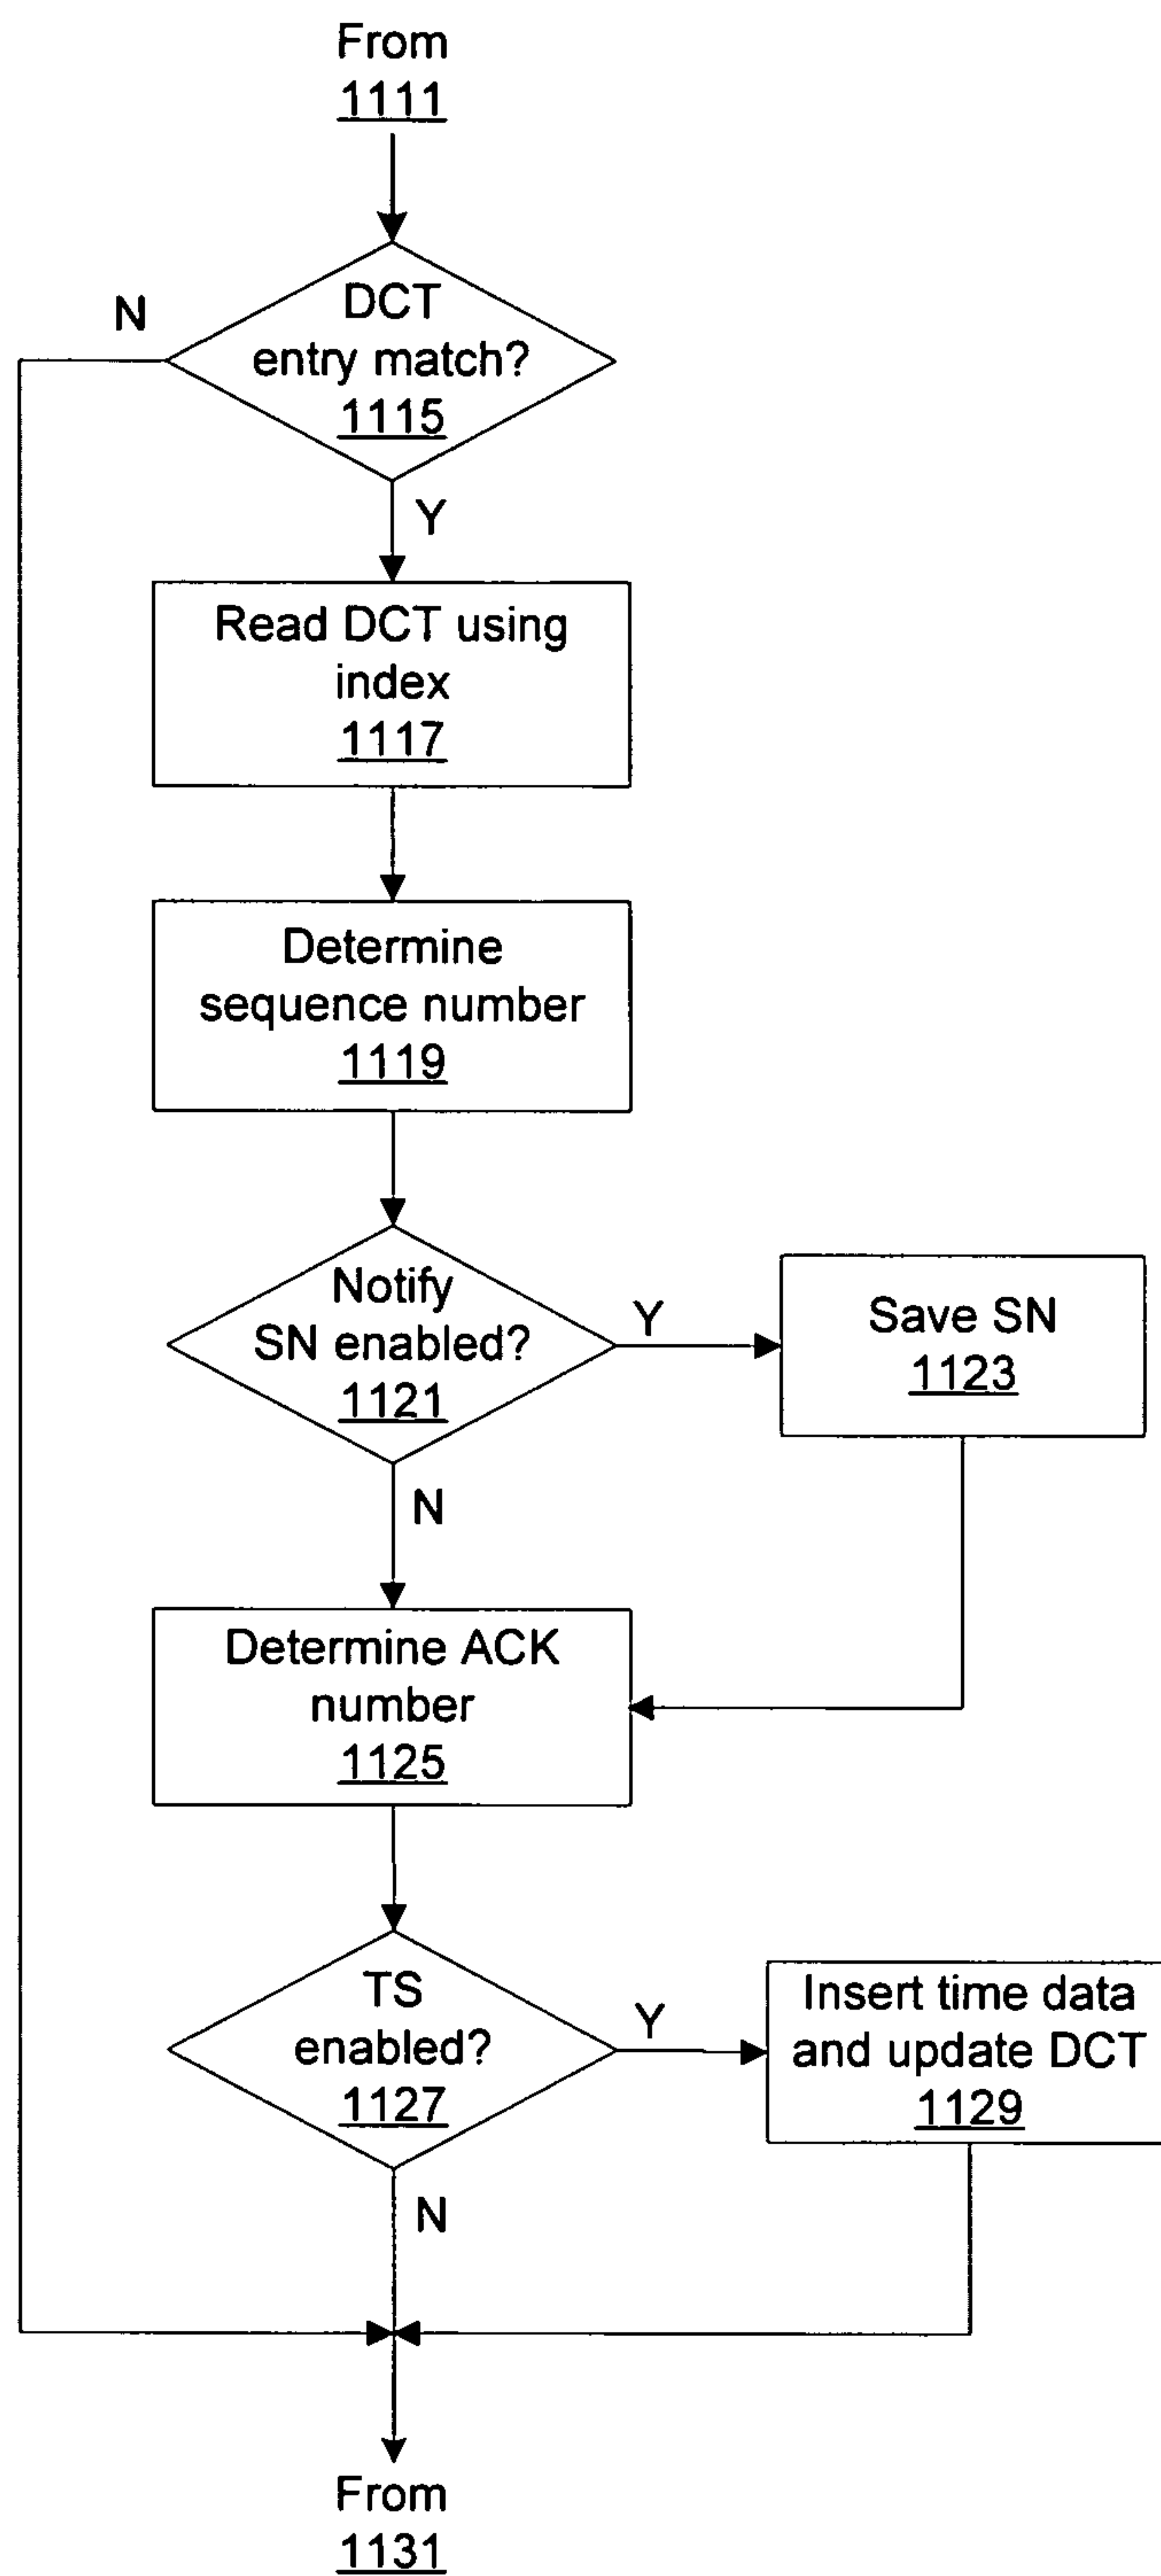 From
1111
N
DCT
entry match?
1115
Y
Read DCT using
index
1117
Determine
sequence number
1119
Notify
SN enabled?
1121
Y
Save SN
1123
N
Determine ACK
number
1125
TS
enabled?
1127
Y
Insert time data
and update DCT
1129
N
From
1131